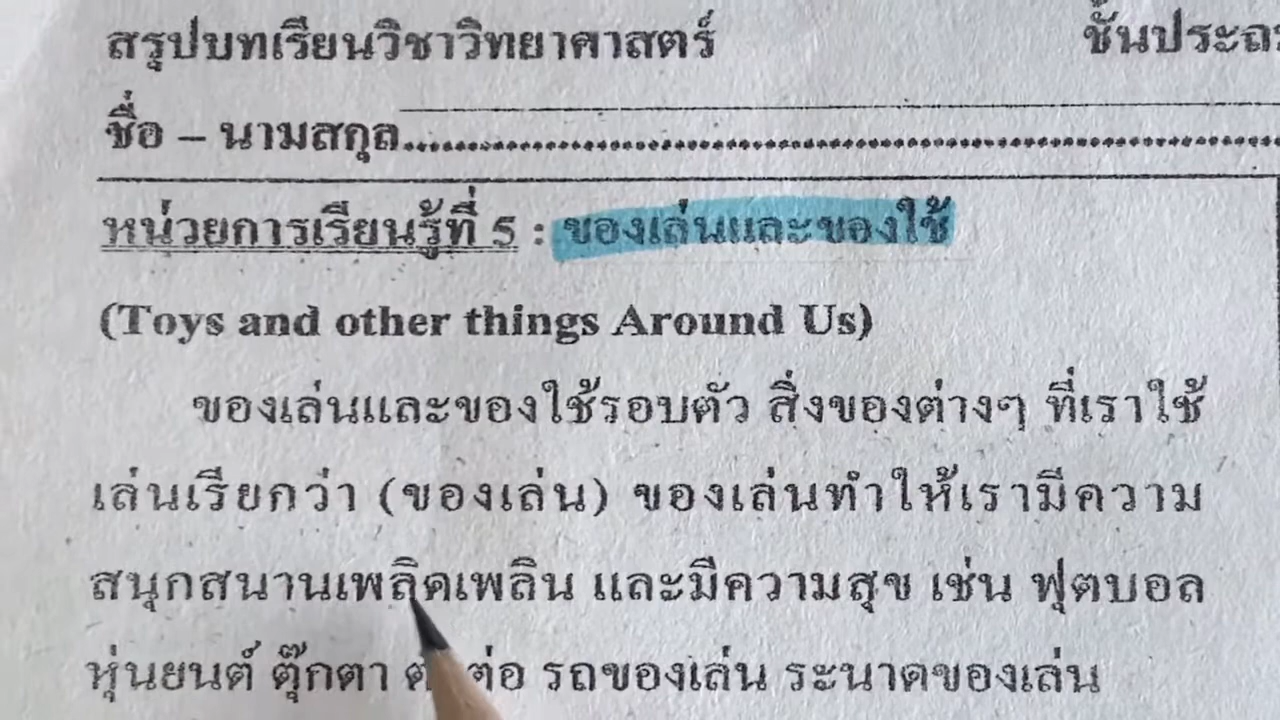 สรุปบทเรียนวิชาวิทยาศาสตร์
ชื่อ – นามสกุล
หน่วยการเรียนรู้ที่ 5 : ของเล่นและของใช้
(Toys and other things Around Us)
ของเล่นและของใช้รอบตัว สิ่งของต่างๆ ที่เราใช้
เล่นเรียกว่า (ของเล่น) ของเล่นทำให้เรามีความ
สนุกสนานเพลิดเพลิน และมีความสุข เช่น ฟุตบอล
หุ่นยนต์ ตุ๊กตา รถของเล่น ระนาดของเล่น